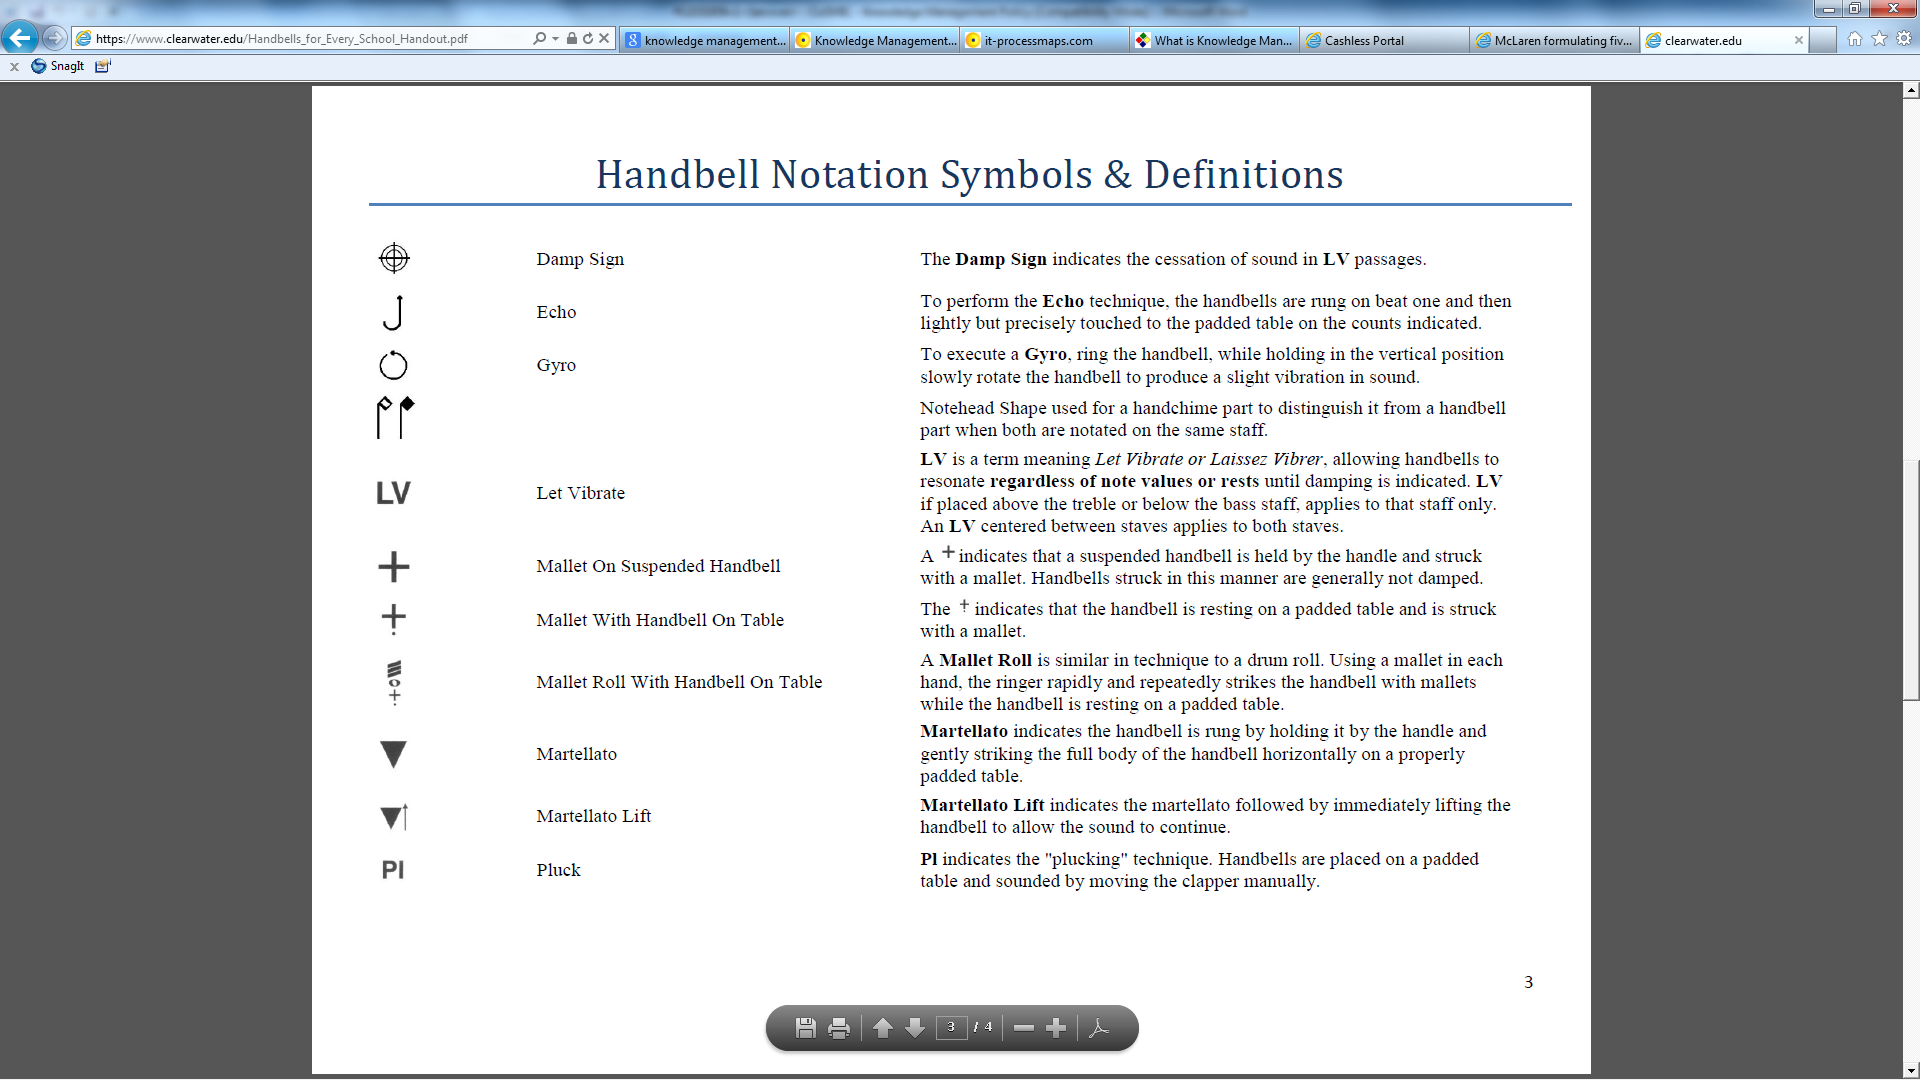 https://www.clearwater.edu/Handbells_for_Every_School_Handout.pdf
knowledge management...
Knowledge Management...
it-processmaps.com
What is Knowledge Man...
Cashless Portal
McLaren formulating fiv...
clearwater.edu
x SnagIt
Handbell Notation Symbols & Definitions
Damp Sign
The Damp Sign indicates the cessation of sound in LV passages.
Echo
To perform the Echo technique, the handbells are rung on beat one and then
lightly but precisely touched to the padded table on the counts indicated.
Gyro
To execute a Gyro, ring the handbell, while holding in the vertical position
slowly rotate the handbell to produce a slight vibration in sound.
Notehead Shape used for a handchime part to distinguish it from a handbell
part when both are notated on the same staff.
LV
Let Vibrate
LV is a term meaning Let Vibrate or Laissez Vibrer, allowing handbells to
resonate regardless of note values or rests until damping is indicated. LV
if placed above the treble or below the bass staff, applies to that staff only.
An LV centered between staves applies to both staves.
Mallet On Suspended Handbell
A + indicates that a suspended handbell is held by the handle and struck
with a mallet. Handbells struck in this manner are generally not damped.
Mallet With Handbell On Table
The indicates that the handbell is resting on a padded table and is struck
with a mallet.
Mallet Roll With Handbell On Table
A Mallet Roll is similar in technique to a drum roll. Using a mallet in each
hand, the ringer rapidly and repeatedly strikes the handbell with mallets
while the handbell is resting on a padded table.
Martellato
Martellato indicates the handbell is rung by holding it by the handle and
gently striking the full body of the handbell horizontally on a properly
padded table.
Martellato Lift
Martellato Lift indicates the martellato followed by immediately lifting the
handbell to allow the sound to continue.
Pl
Pluck
Pl indicates the "plucking" technique. Handbells are placed on a padded
table and sounded by moving the clapper manually.
3
3 / 4